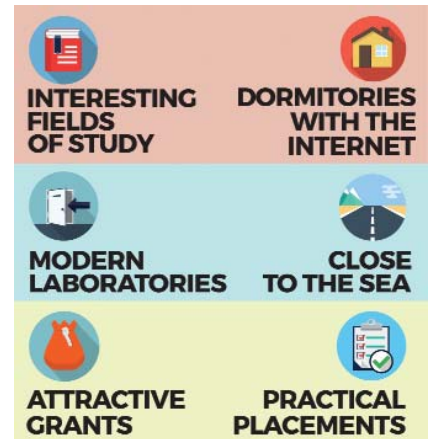 INTERESTING
FIELDS
OF STUDY
DORMITORIES
WITH THE
INTERNET
MODERN
LABORATORIES
CLOSE
TO THE SEA
ATTRACTIVE
GRANTS
PRACTICAL
PLACEMENTS